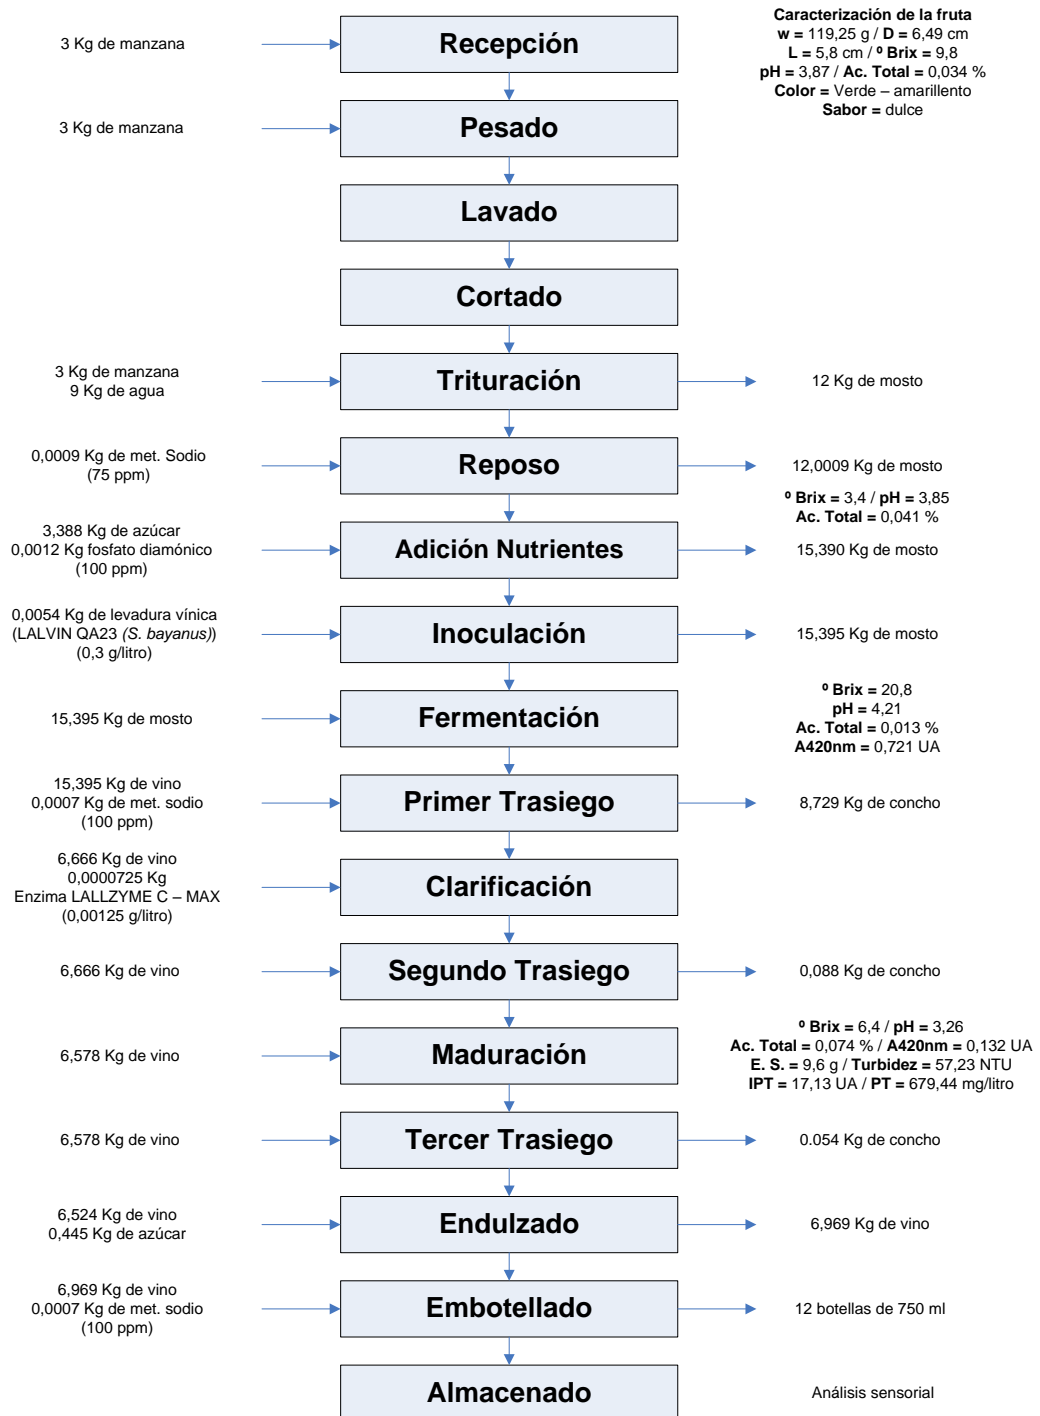 3 Kg de manzana
Recepción
Caracterización de la fruta
w = 119,25 g / D = 6,49 cm
L = 5,8 cm / º Brix = 9,8
pH = 3,87 / Ac. Total = 0,034 %
Color = Verde – amarillento
Sabor = dulce
3 Kg de manzana
Pesado
Lavado
Cortado
3 Kg de manzana
9 Kg de agua
Trituración
12 Kg de mosto
0,0009 Kg de met. Sodio
(75 ppm)
Reposo
12,0009 Kg de mosto
º Brix = 3,4 / pH = 3,85
Ac. Total = 0,041 %
3,388 Kg de azúcar
0,0012 Kg fosfato diamónico
(100 ppm)
Adición Nutrientes
15,390 Kg de mosto
0,0054 Kg de levadura vínica
(LALVIN QA23 (S. bayanus))
(0,3 g/litro)
Inoculación
15,395 Kg de mosto
15,395 Kg de mosto
Fermentación
º Brix = 20,8
pH = 4,21
Ac. Total = 0,013 %
A420nm = 0,721 UA
15,395 Kg de vino
0,0007 Kg de met. sodio
(100 ppm)
Primer Trasiego
8,729 Kg de concho
6,666 Kg de vino
0,0000725 Kg
Enzima LALLZYME C – MAX
(0,00125 g/litro)
Clarificación
6,666 Kg de vino
Segundo Trasiego
0,088 Kg de concho
6,578 Kg de vino
Maduración
º Brix = 6,4 / pH = 3,26
Ac. Total = 0,074 % / A420nm = 0,132 UA
E. S. = 9,6 g / Turbidez = 57,23 NTU
IPT = 17,13 UA / PT = 679,44 mg/litro
6,578 Kg de vino
Tercer Trasiego
0.054 Kg de concho
6,524 Kg de vino
0,445 Kg de azúcar
Endulzado
6,969 Kg de vino
6,969 Kg de vino
0,0007 Kg de met. sodio
(100 ppm)
Embotellado
12 botellas de 750 ml
Almacenado
Análisis sensorial